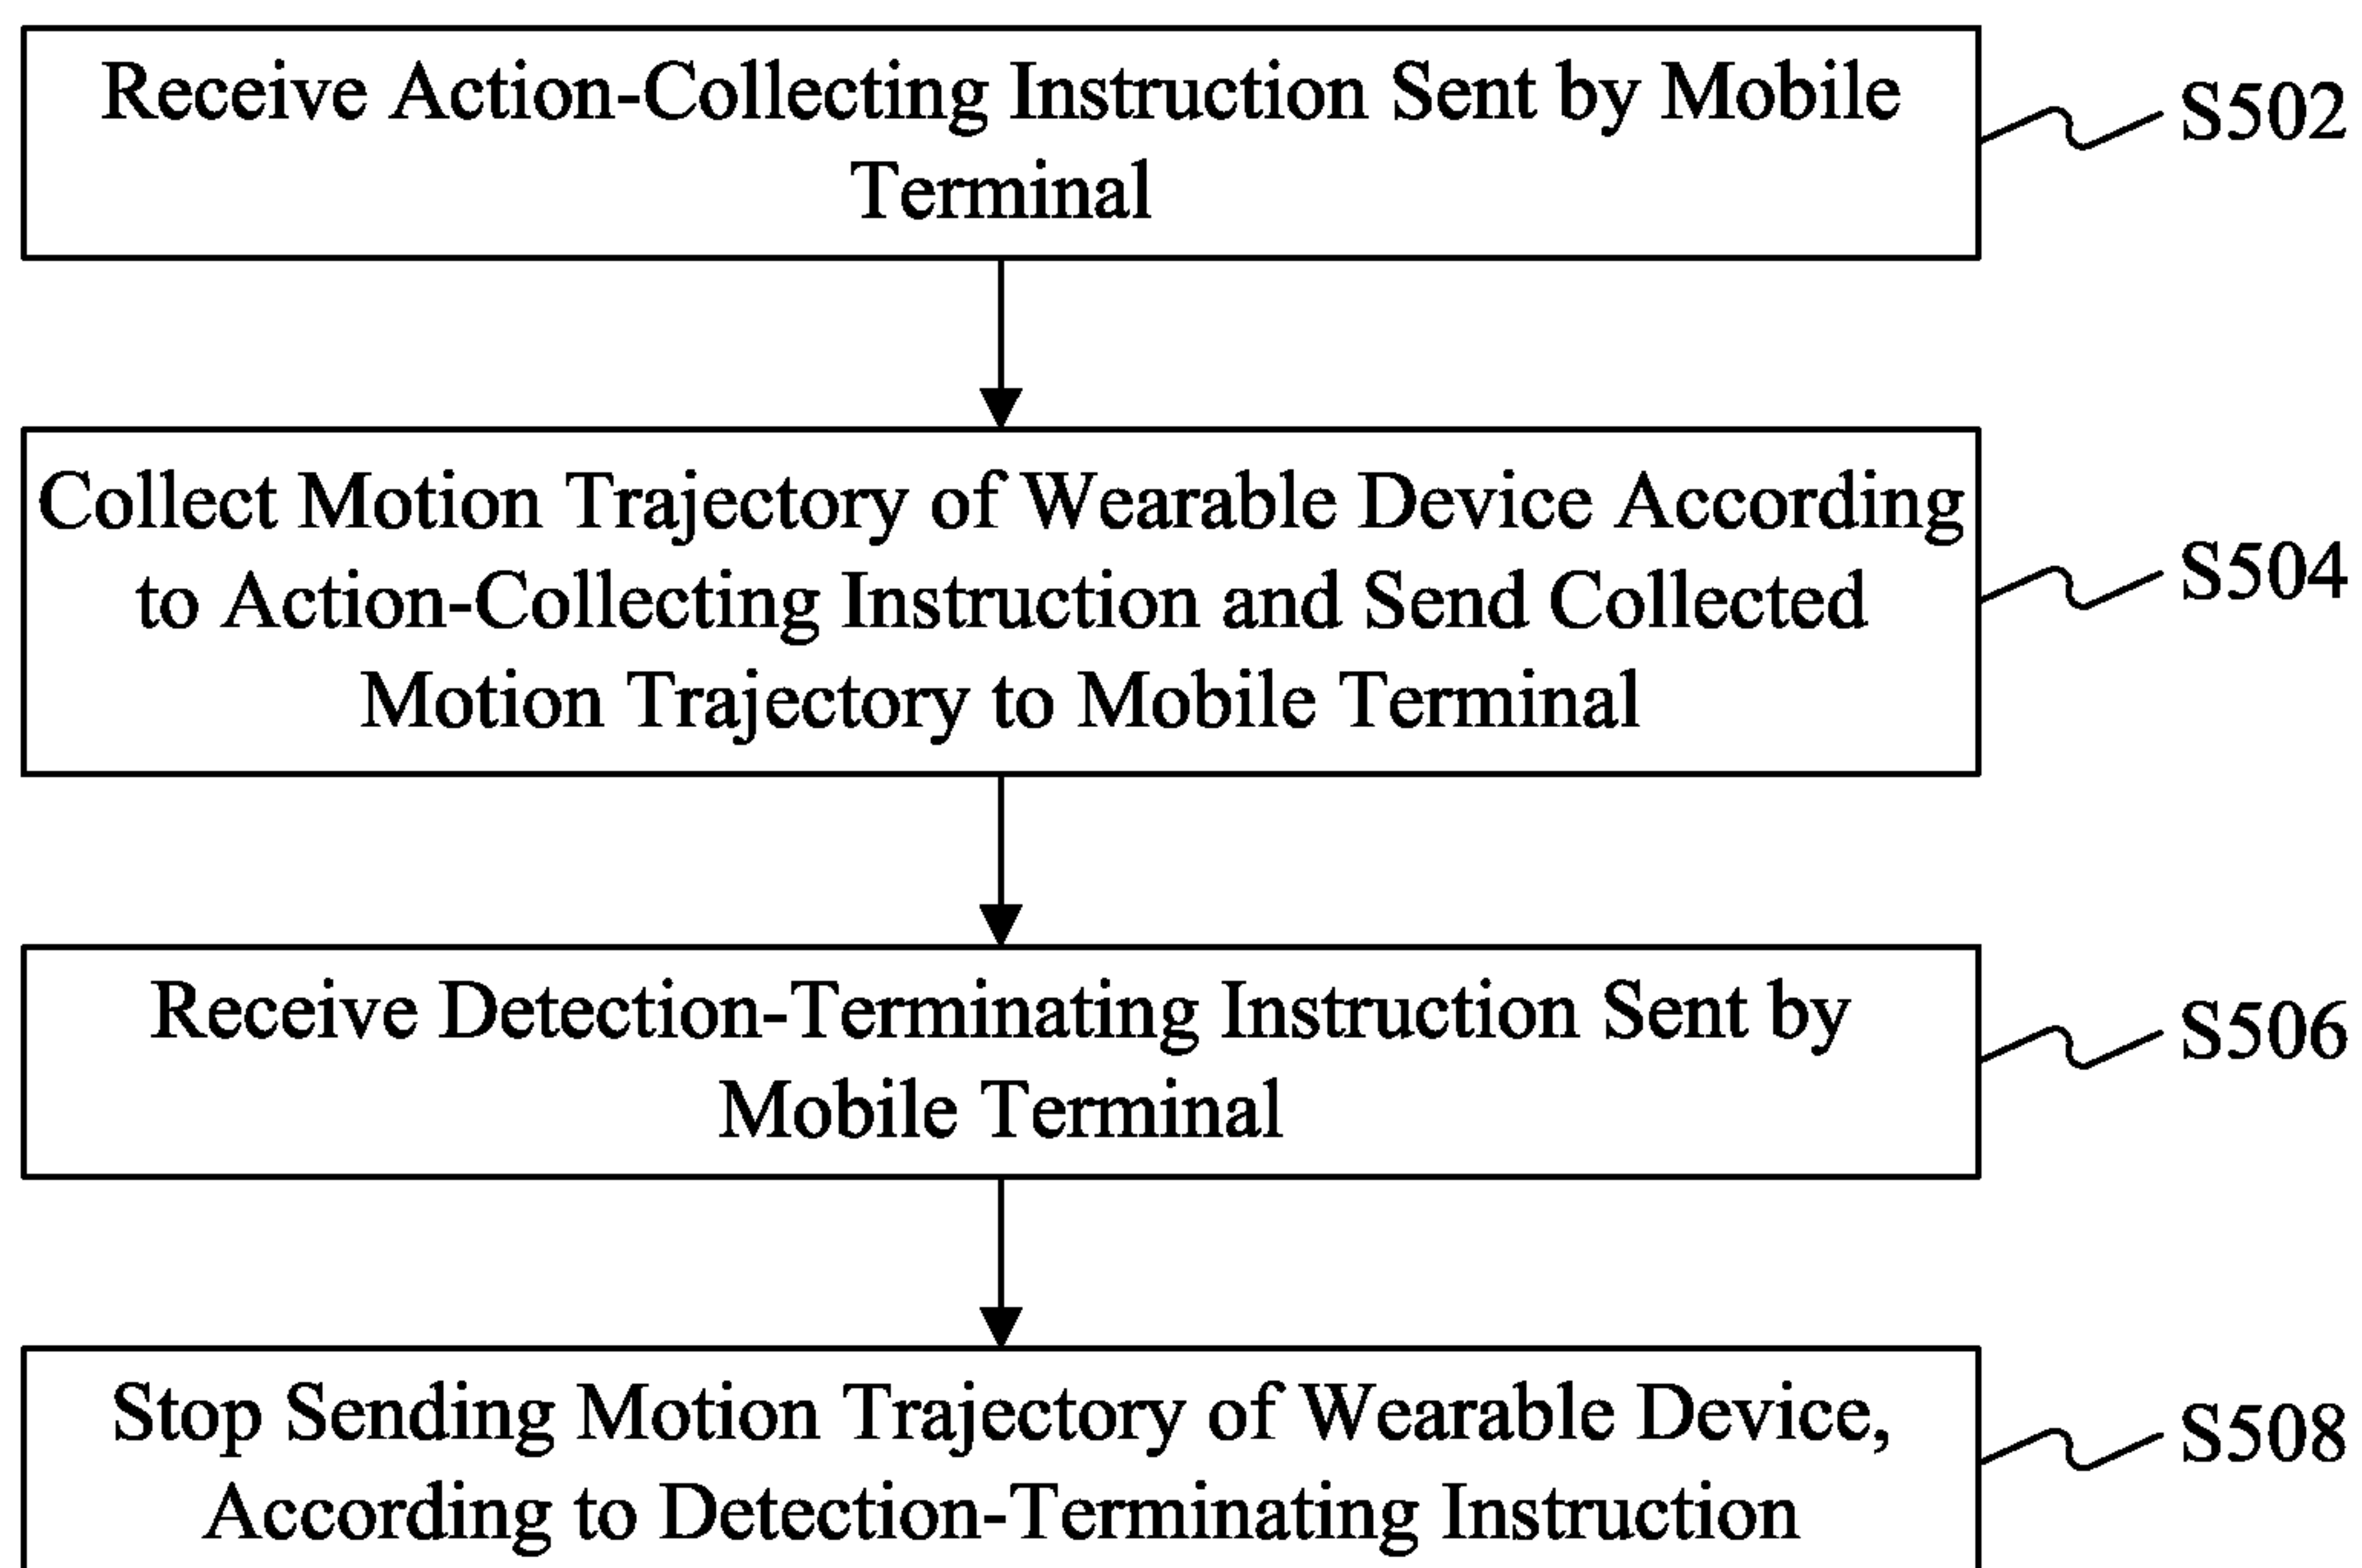 Receive Action-Collecting Instruction Sent by Mobile
Terminal
S502
Collect Motion Trajectory of Wearable Device According
to Action-Collecting Instruction and Send Collected
Motion Trajectory to Mobile Terminal
S504
Receive Detection-Terminating Instruction Sent by
Mobile Terminal
S506
Stop Sending Motion Trajectory of Wearable Device,
According to Detection-Terminating Instruction
S508